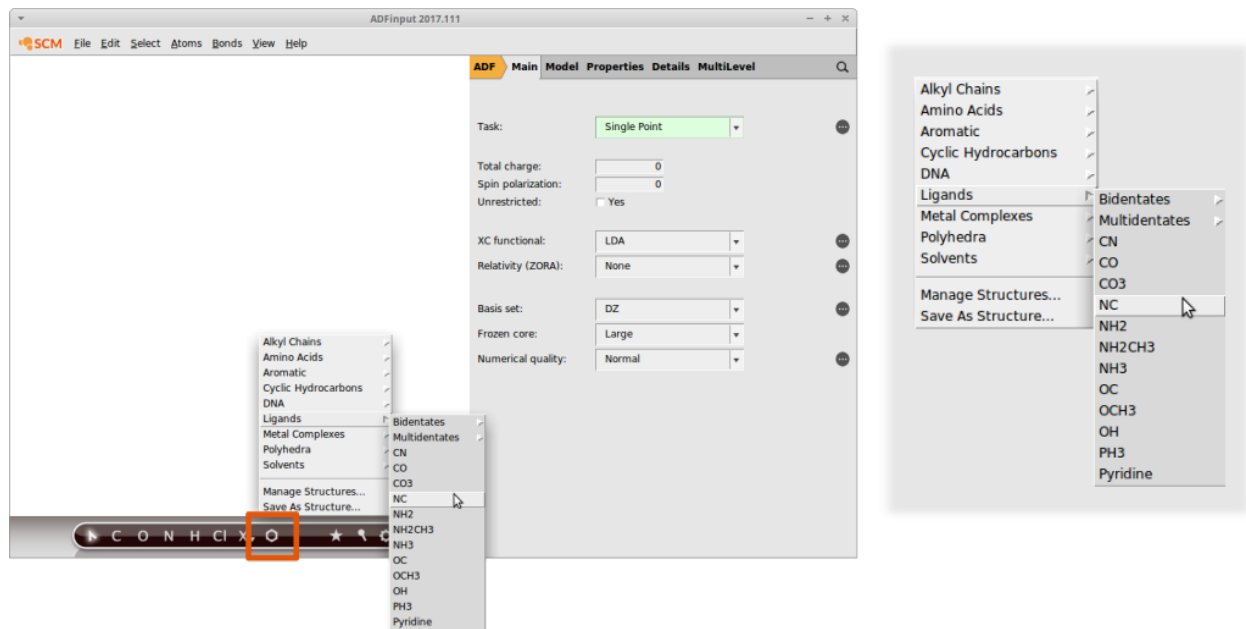 ADFinput 2017.111
SCM File Edit Select Atoms Bonds View Help
ADF Main Model Properties Details MultiLevel
Task: Single Point
Total charge: 0
Spin polarization: 0
Unrestricted: Yes
XC functional: LDA
Relativity (ZORA): None
Basis set: DZ
Frozen core: Large
Numerical quality: Normal
Alkyl Chains
Amino Acids
Aromatic
Cyclic Hydrocarbons
DNA
Ligands
Metal Complexes
Polyhedra
Solvents
Manage Structures...
Save As Structure...
Bidentates
Multidentates
CN
CO
CO3
NC
NH2
NH2CH3
NH3
OC
OCH3
OH
PH3
Pyridine
C O N H Cl X
Alkyl Chains
Amino Acids
Aromatic
Cyclic Hydrocarbons
DNA
Ligands
Metal Complexes
Polyhedra
Solvents
Manage Structures...
Save As Structure...
Bidentates
Multidentates
CN
CO
CO3
NC
NH2
NH2CH3
NH3
OC
OCH3
OH
PH3
Pyridine